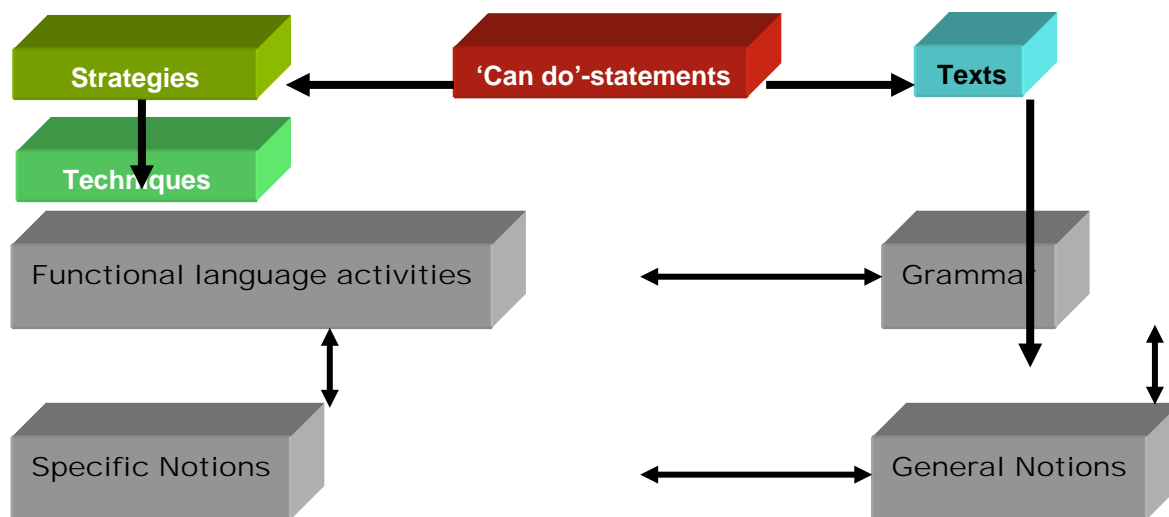 Strategies
‘Can do’-statements
Texts
Techniques
Functional language activities
Grammar
Specific Notions
General Notions